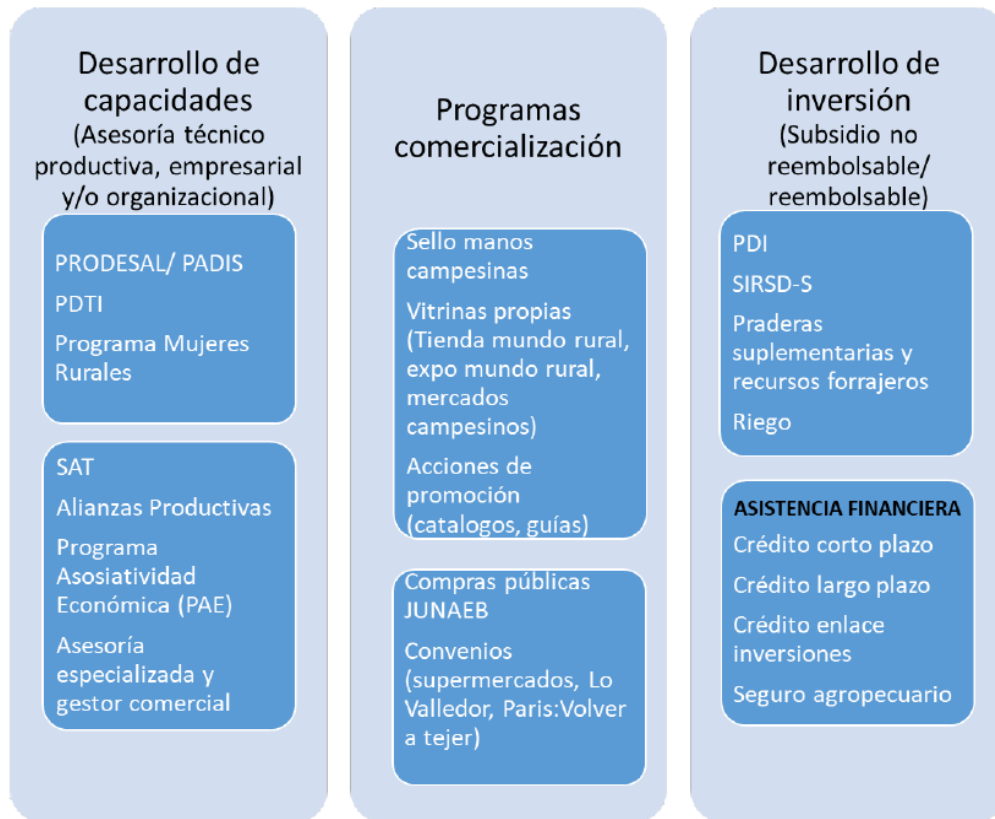 Desarrollo de
capacidades
(Asesoría técnico
productiva, empresarial
y/o organizacional)
PRODESAL/ PADIS
PDTI
Programa Mujeres
Rurales
SAT
Alianzas Productivas
Programa
Asosiatividad
Económica (PAE)
Asesoría
especializada y
gestor comercial
Programas
comercialización
Sello manos
campesinas
Vitrinas propias
(Tienda mundo rural,
expo mundo rural,
mercados
campesinos)
Acciones de
promoción
(catalogos, guías)
Compras públicas
JUNAEB
Convenios
(supermercados, Lo
Valledor, Paris:Volver
a tejer)
Desarrollo de
inversión
(Subsidio no
reembolsable/
reembolsable)
PDI
SIRSD-S
Praderas
suplementarias y
recursos forrajeros
Riego
ASISTENCIA FINANCIERA
Crédito corto plazo
Crédito largo plazo
Crédito enlace
inversiones
Seguro agropecuario